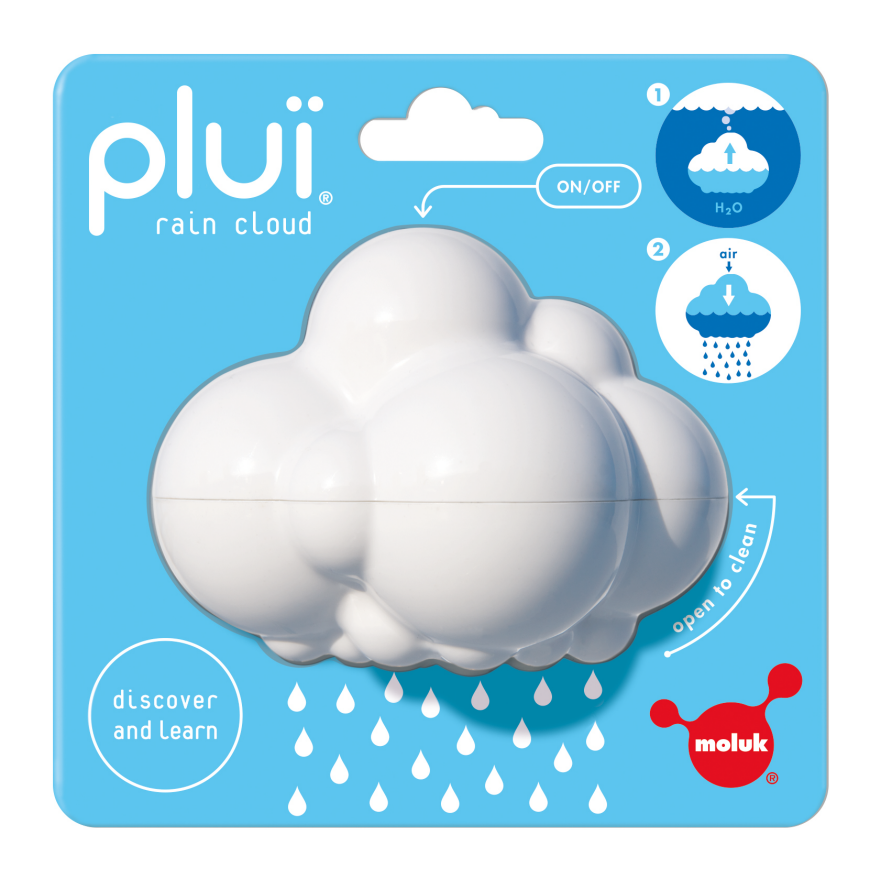 pluï®
rain cloud
ON/OFF
1
H₂O
2
air
open to clean
discover
and learn
moluk®